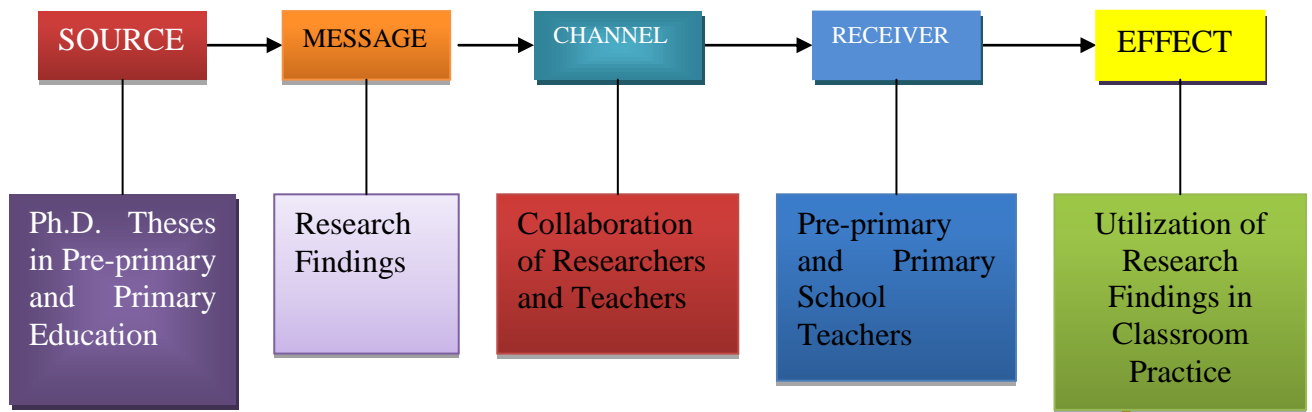 SOURCE
MESSAGE
CHANNEL
RECEIVER
EFFECT
Ph.D. Theses
in Pre-primary
and Primary
Education
Research
Findings
Collaboration
of Researchers
and Teachers
Pre-primary
and Primary
School
Teachers
Utilization of
Research
Findings in
Classroom
Practice